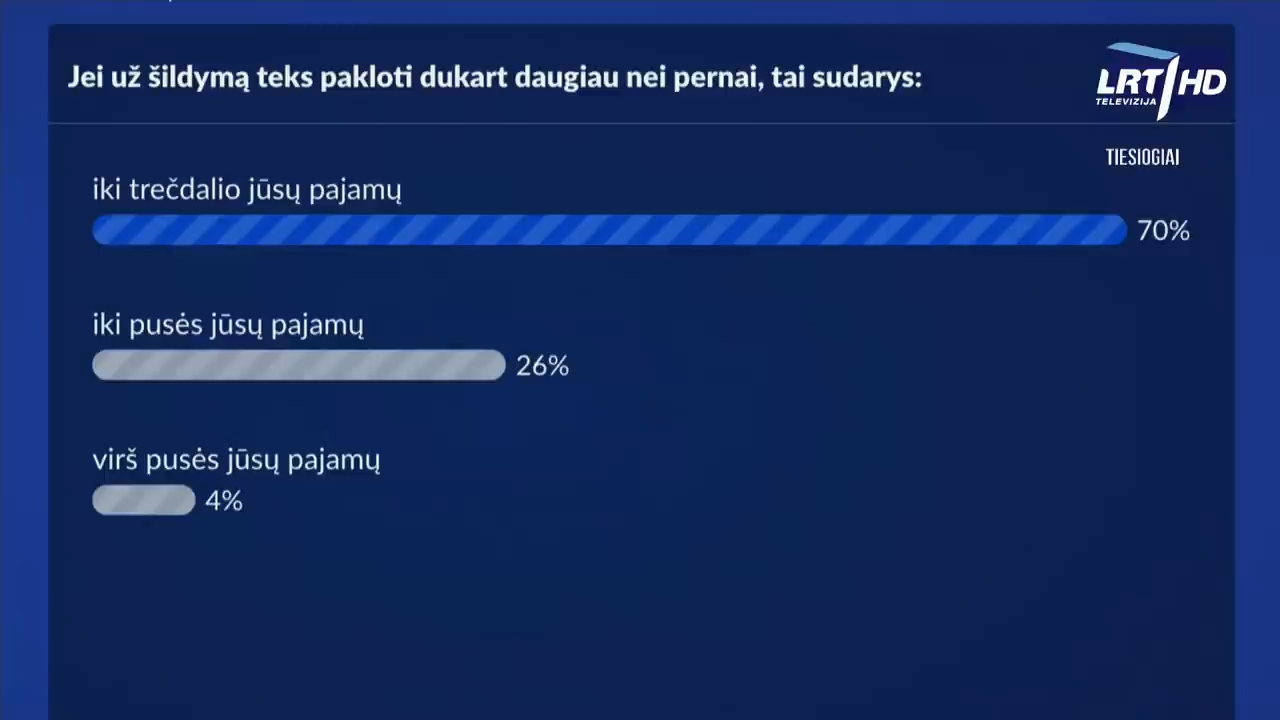 Jei už šildymą teks pakloti dukart daugiau nei pernai, tai sudarys:
LRT HD
TELEVIZIJA
TIESIOGIAI
iki trečdalio jūsų pajamų
70%
iki pusės jūsų pajamų
26%
virš pusės jūsų pajamų
4%